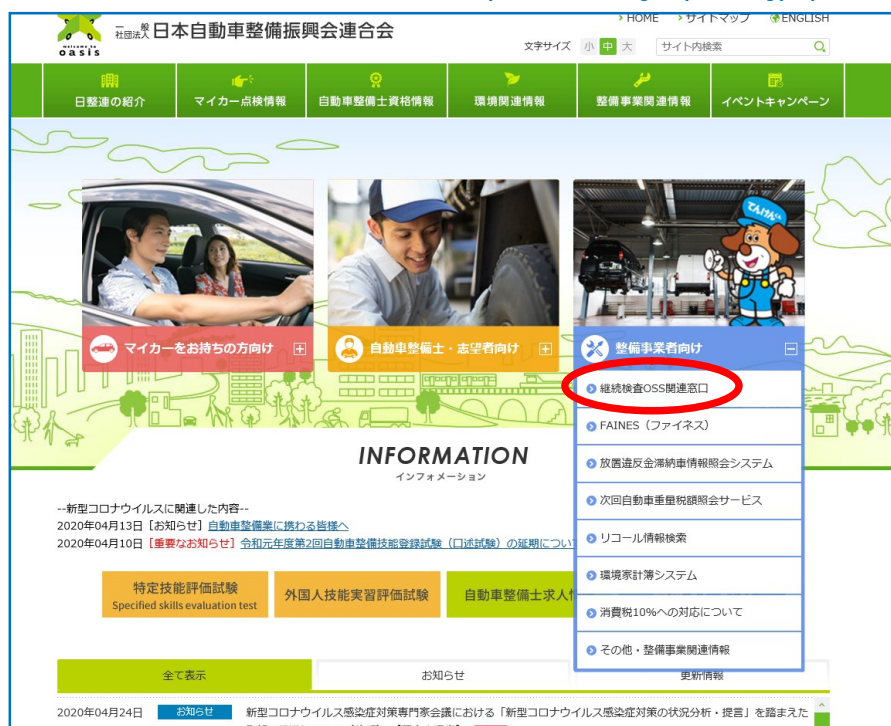 HOME サイトマップ ENGLISH
welcome to
oasis
一般
社団法人 日本自動車整備振興会連合会
文字サイズ 小 中 大 サイト内検索
日整連の紹介 マイカー点検情報 自動車整備士資格情報 環境関連情報 整備事業関連情報 イベントキャンペーン
てんけんくん
マイカーをお持ちの方向け 自動車整備士・志望者向け 整備事業者向け
継続検査OSS関連窓口
FAINES（ファイネス）
放置違反金滞納車情報照会システム
次回自動車重量税額照会サービス
リコール情報検索
環境家計簿システム
消費税10%への対応について
その他・整備事業関連情報
INFORMATION
インフォメーション
--新型コロナウイルスに関連した内容--
2020年04月13日［お知らせ］自動車整備業に携わる皆様へ
2020年04月10日［重要なお知らせ］令和元年度第2回自動車整備技能登録試験（口述試験）の延期につい
特定技能評価試験
Specified skills evaluation test
外国人技能実習評価試験
自動車整備士求人
全て表示 お知らせ 更新情報
2020年04月24日 お知らせ 新型コロナウイルス感染症対策専門家会議における「新型コロナウイルス感染症対策の状況分析・提言」を踏まえた